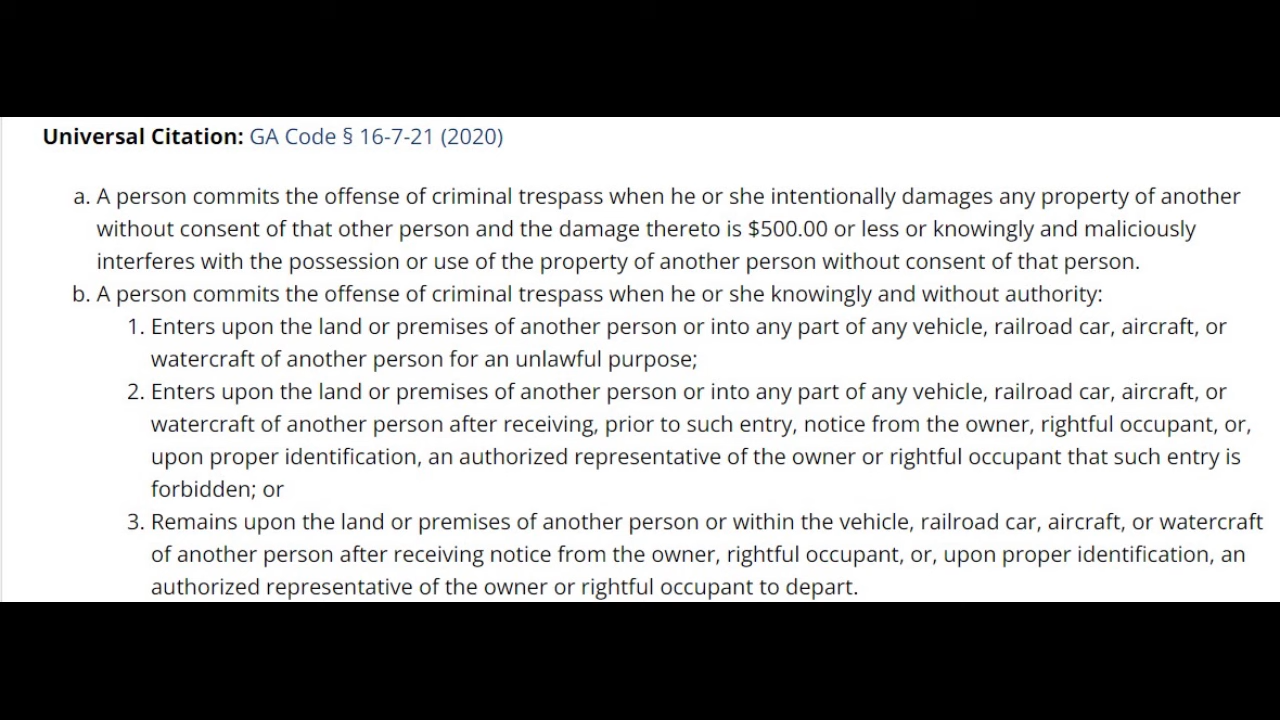 Universal Citation: GA Code § 16-7-21 (2020)
a. A person commits the offense of criminal trespass when he or she intentionally damages any property of another
without consent of that other person and the damage thereto is $500.00 or less or knowingly and maliciously
interferes with the possession or use of the property of another person without consent of that person.
b. A person commits the offense of criminal trespass when he or she knowingly and without authority:
1. Enters upon the land or premises of another person or into any part of any vehicle, railroad car, aircraft, or
watercraft of another person for an unlawful purpose;
2. Enters upon the land or premises of another person or into any part of any vehicle, railroad car, aircraft, or
watercraft of another person after receiving, prior to such entry, notice from the owner, rightful occupant, or,
upon proper identification, an authorized representative of the owner or rightful occupant that such entry is
forbidden; or
3. Remains upon the land or premises of another person or within the vehicle, railroad car, aircraft, or watercraft
of another person after receiving notice from the owner, rightful occupant, or, upon proper identification, an
authorized representative of the owner or rightful occupant to depart.